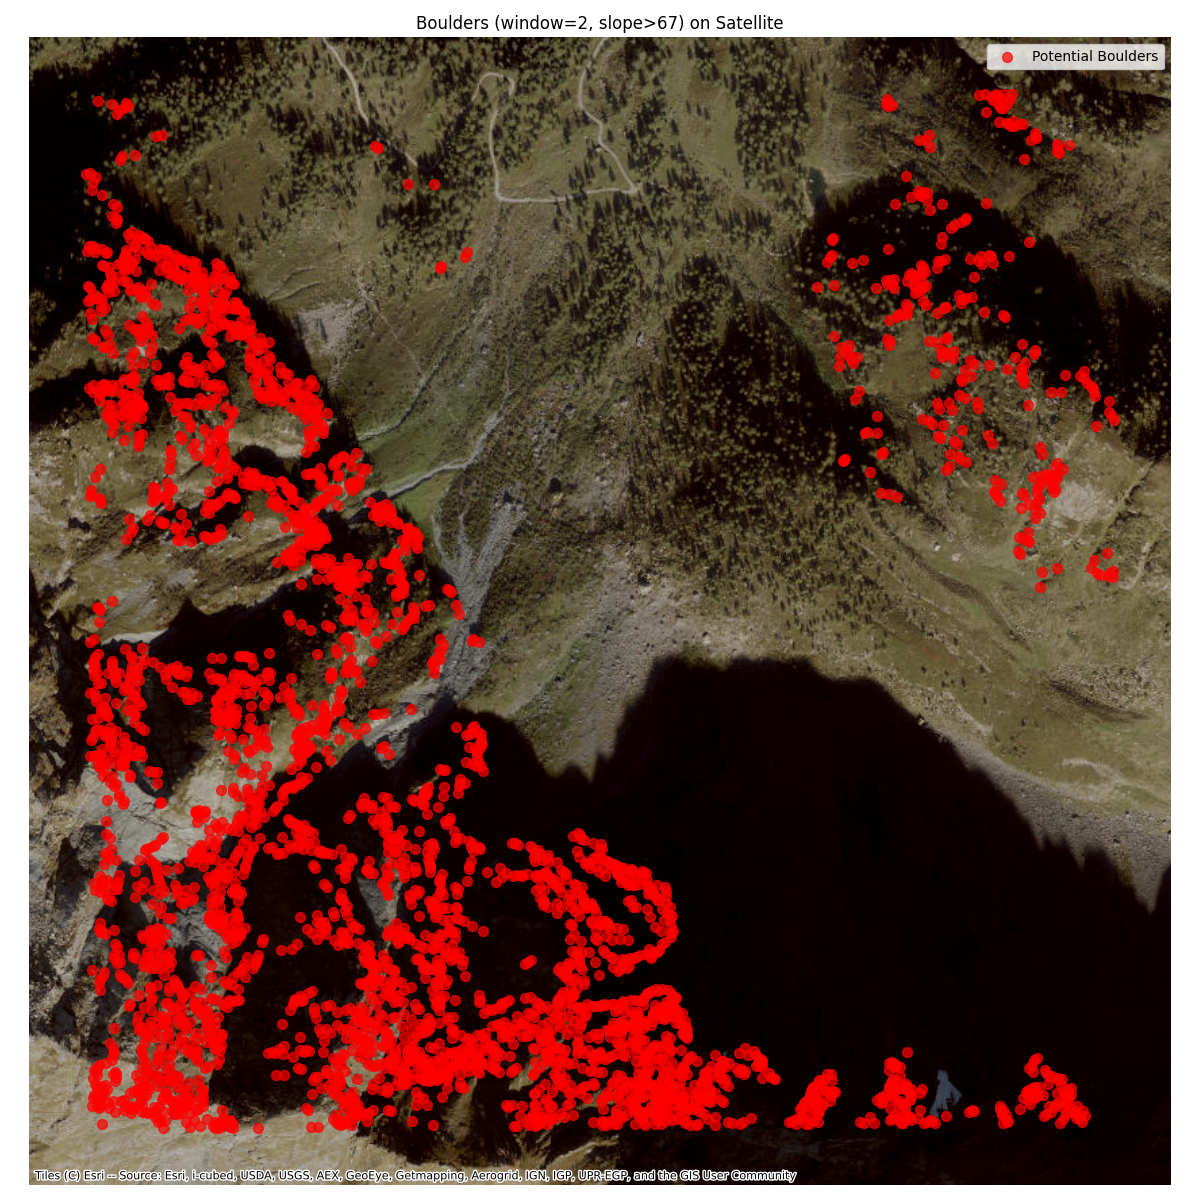 Boulders (window=2, slope>67) on Satellite
Potential Boulders
Tiles (C) Esri -- Source: Esri, i-cubed, USDA, USGS, AEX, GeoEye, Getmapping, Aerogrid, IGN, IGP, UPR-EGP, and the GIS User Community